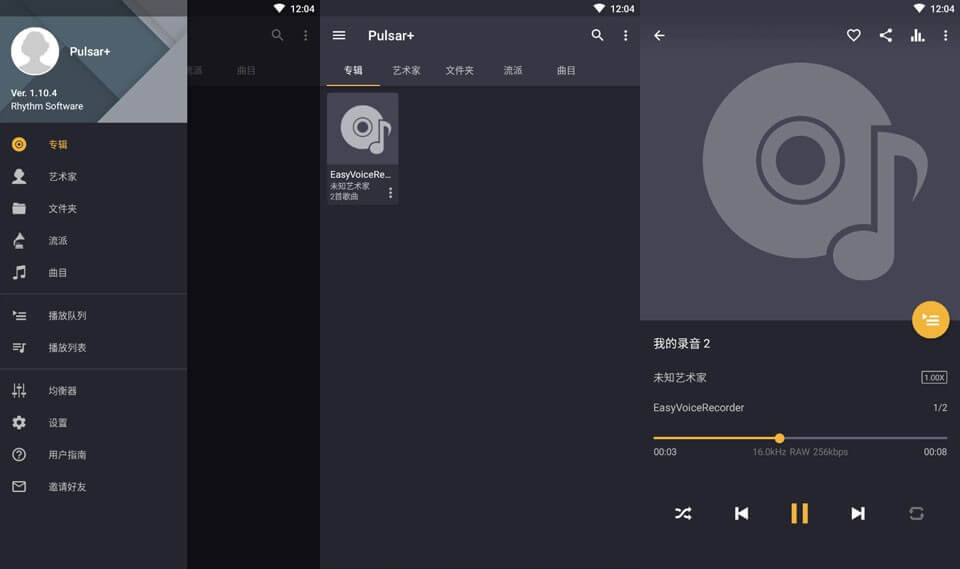 12:04
Pulsar+
Ver. 1.10.4
Rhythm Software
专辑
艺术家
文件夹
流派
曲目
播放队列
播放列表
均衡器
设置
用户指南
邀请好友
流派 曲目
12:04
Pulsar+
专辑 艺术家 文件夹 流派 曲目
EasyVoiceRe...
未知艺术家
2首歌曲
12:04
我的录音 2
未知艺术家 1.00X
EasyVoiceRecorder 1/2
00:03 16.0kHz RAW 256kbps 00:08